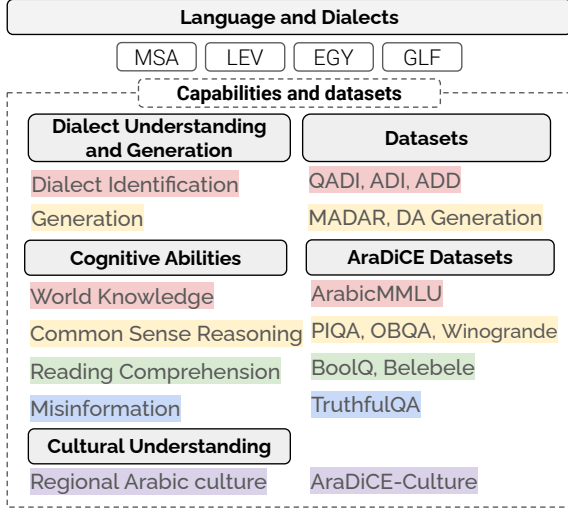 Language and Dialects
MSA LEV EGY GLF
Capabilities and datasets
Dialect Understanding
and Generation
Datasets
Dialect Identification
QADI, ADI, ADD
Generation
MADAR, DA Generation
Cognitive Abilities
AraDiCE Datasets
World Knowledge
ArabicMMLU
Common Sense Reasoning
PIQA, OBQA, Winogrande
Reading Comprehension
BoolQ, Belebele
Misinformation
TruthfulQA
Cultural Understanding
Regional Arabic culture
AraDiCE-Culture